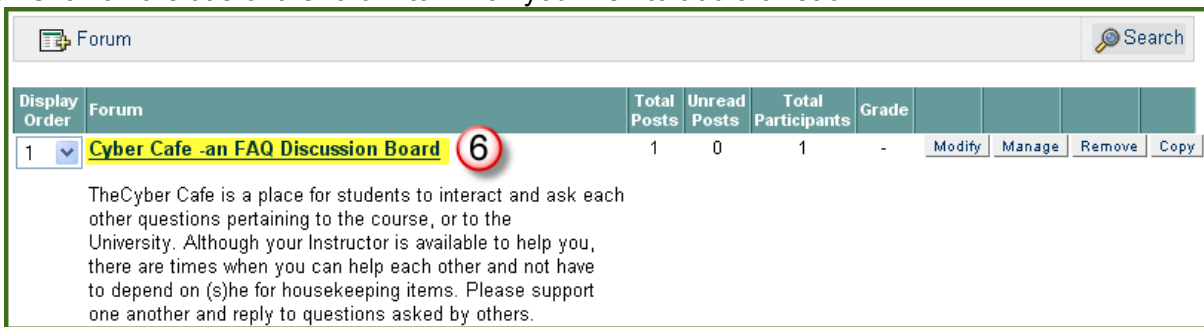 Forum
Search
Display Order Forum Total Posts Unread Posts Total Participants Grade
1 Cyber Cafe -an FAQ Discussion Board 6 1 0 1 - Modify Manage Remove Copy
TheCyber Cafe is a place for students to interact and ask each
other questions pertaining to the course, or to the
University. Although your Instructor is available to help you,
there are times when you can help each other and not have
to depend on (s)he for housekeeping items. Please support
one another and reply to questions asked by others.